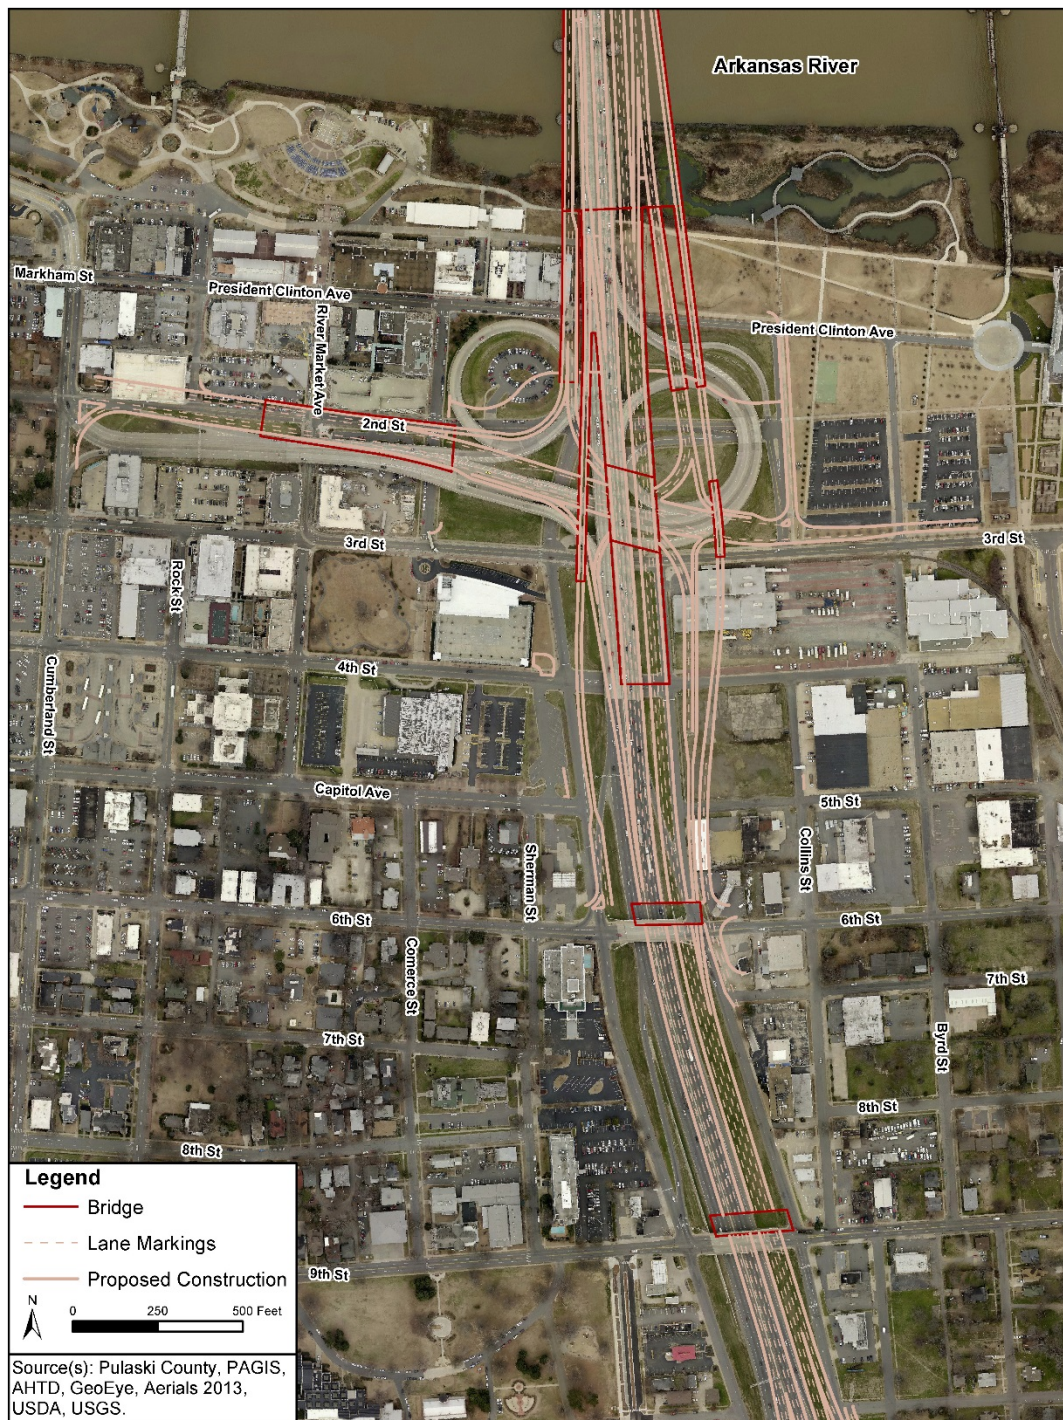 Arkansas River
Markham St
President Clinton Ave
River Market Ave
President Clinton Ave
2nd St
3rd St
3rd St
Rock St
4th St
Cumberland St
Capitol Ave
5th St
Sherman St
Collins St
6th St
6th St
Comerce St
7th St
7th St
Byrd St
8th St
8th St
9th St
Legend
Bridge
Lane Markings
Proposed Construction
N
0 250 500 Feet
Source(s): Pulaski County, PAGIS,
AHTD, GeoEye, Aerials 2013,
USDA, USGS.